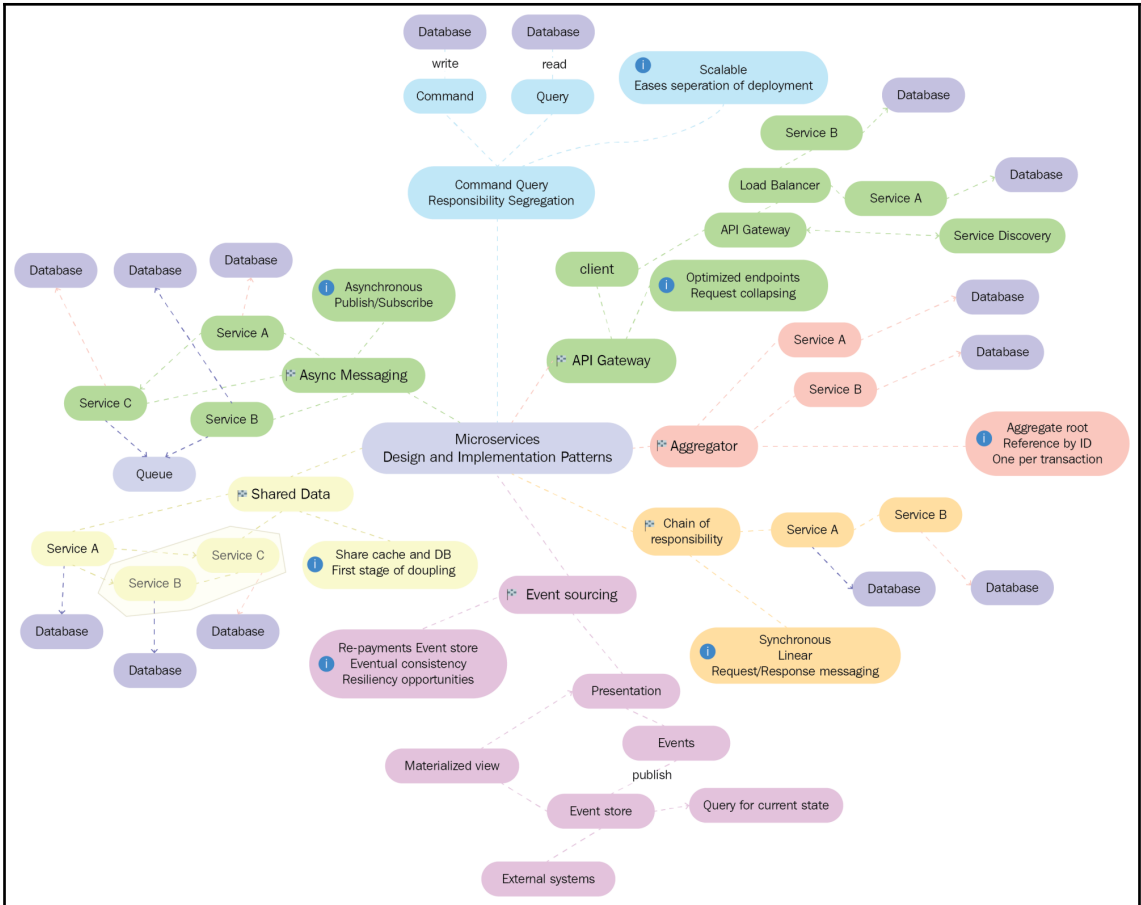 Database
Database
write
read
Command
Query
Scalable
Eases seperation of deployment
Command Query
Responsibility Segregation
Database
Service B
Load Balancer
Service A
Database
API Gateway
Service Discovery
client
Optimized endpoints
Request collapsing
API Gateway
Database
Database
Database
Asynchronous
Publish/Subscribe
Service A
Async Messaging
Service C
Service B
Queue
Microservices
Design and Implementation Patterns
Database
Service A
Database
Service B
Aggregator
Aggregate root
Reference by ID
One per transaction
Shared Data
Service A
Service C
Service B
Share cache and DB
First stage of doupling
Database
Database
Database
Chain of
responsibility
Service A
Service B
Database
Database
Synchronous
Linear
Request/Response messaging
Event sourcing
Re-payments Event store
Eventual consistency
Resiliency opportunities
Presentation
Events
publish
Materialized view
Event store
Query for current state
External systems